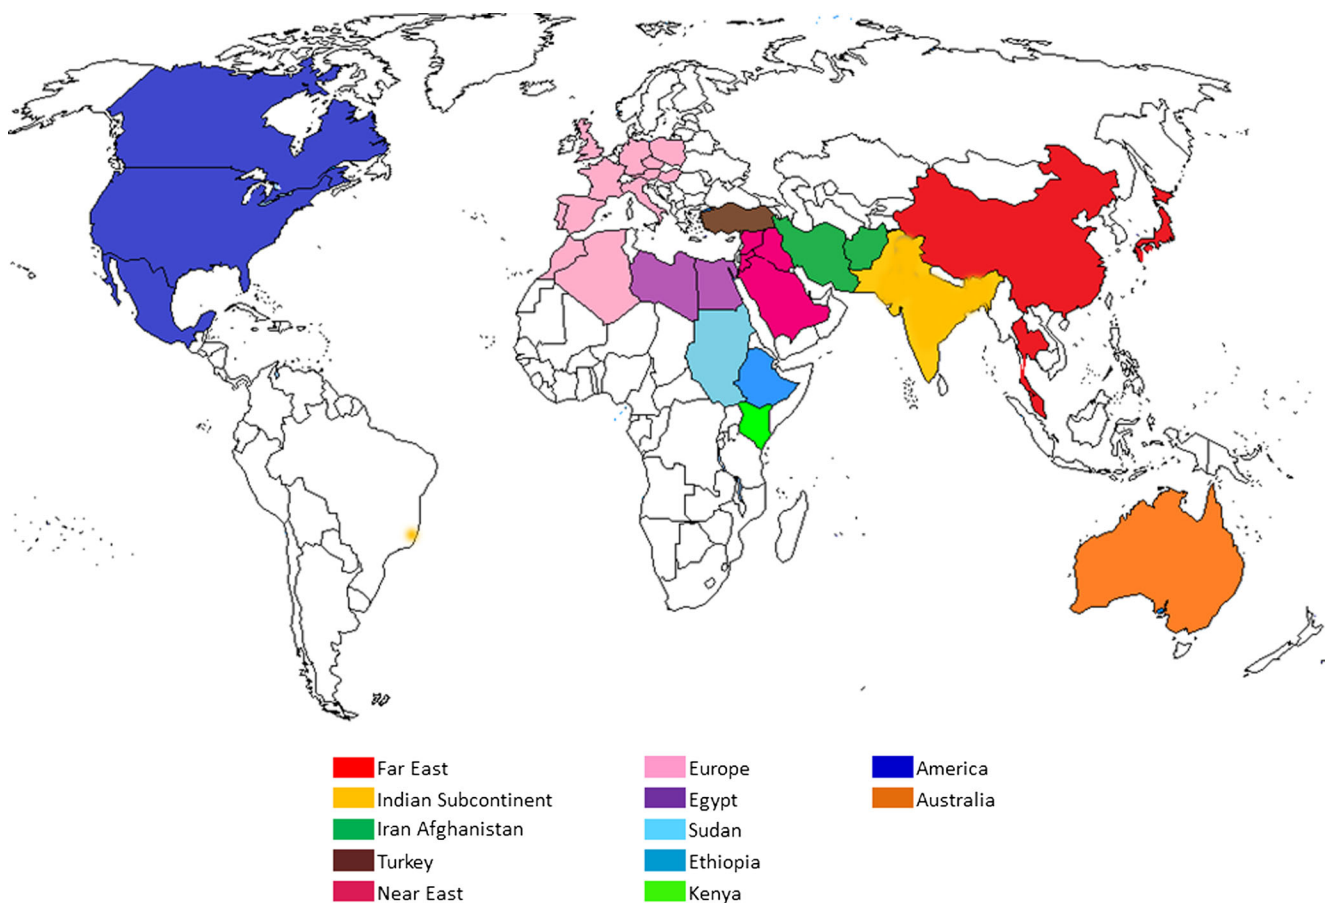 Far East
Indian Subcontinent
Iran Afghanistan
Turkey
Near East
Europe
Egypt
Sudan
Ethiopia
Kenya
America
Australia